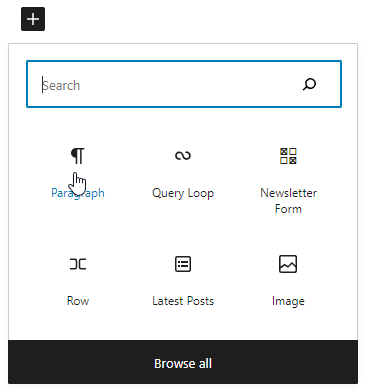 Search
Paragraph
Query Loop
Newsletter
Form
Row
Latest Posts
Image
Browse all